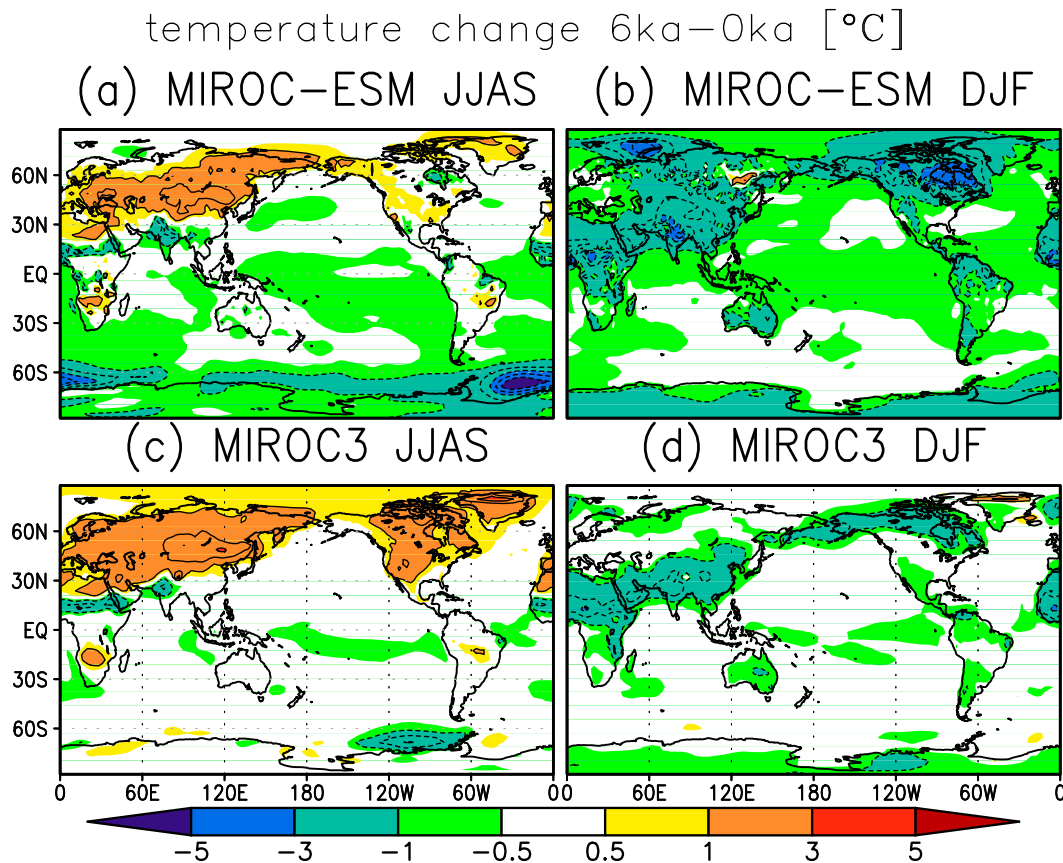 temperature change 6ka−0ka [°C]
(a) MIROC−ESM JJAS
(b) MIROC−ESM DJF
60N
30N
EQ
30S
60S
(c) MIROC3 JJAS
(d) MIROC3 DJF
60N
30N
EQ
30S
60S
0 60E 120E 180 120W 60W 0 0 60E 120E 180 120W 60W 0
−5 −3 −1 −0.5 0.5 1 3 5